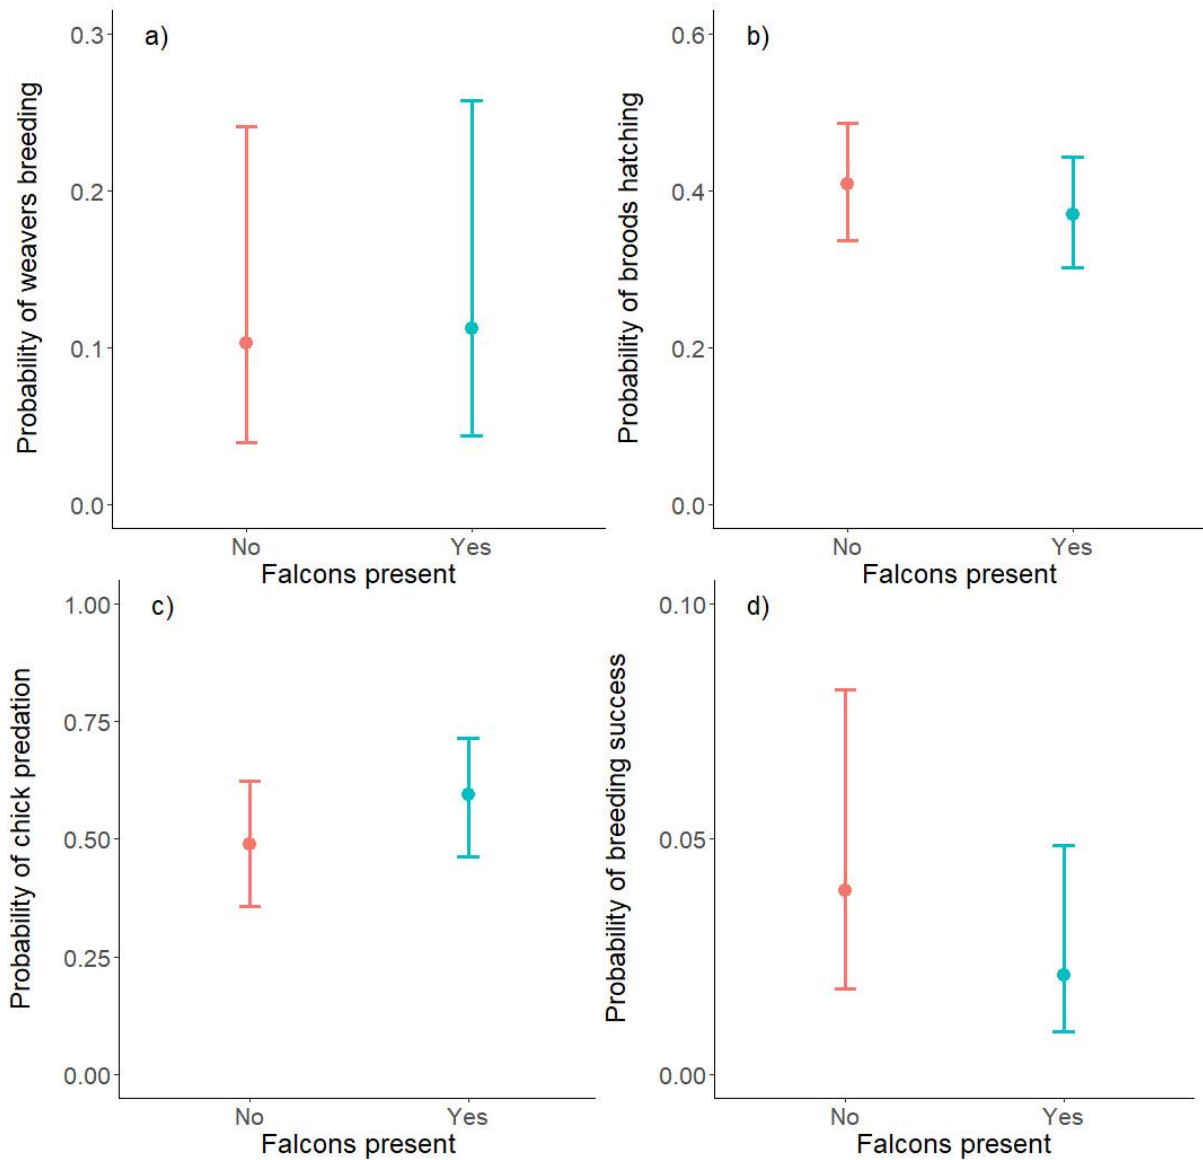 a)
Probability of weavers breeding
0.3
0.2
0.1
0.0
No
Yes
Falcons present
b)
Probability of broods hatching
0.6
0.4
0.2
0.0
No
Yes
Falcons present
c)
Probability of chick predation
1.00
0.75
0.50
0.25
0.00
No
Yes
Falcons present
d)
Probability of breeding success
0.10
0.05
0.00
No
Yes
Falcons present